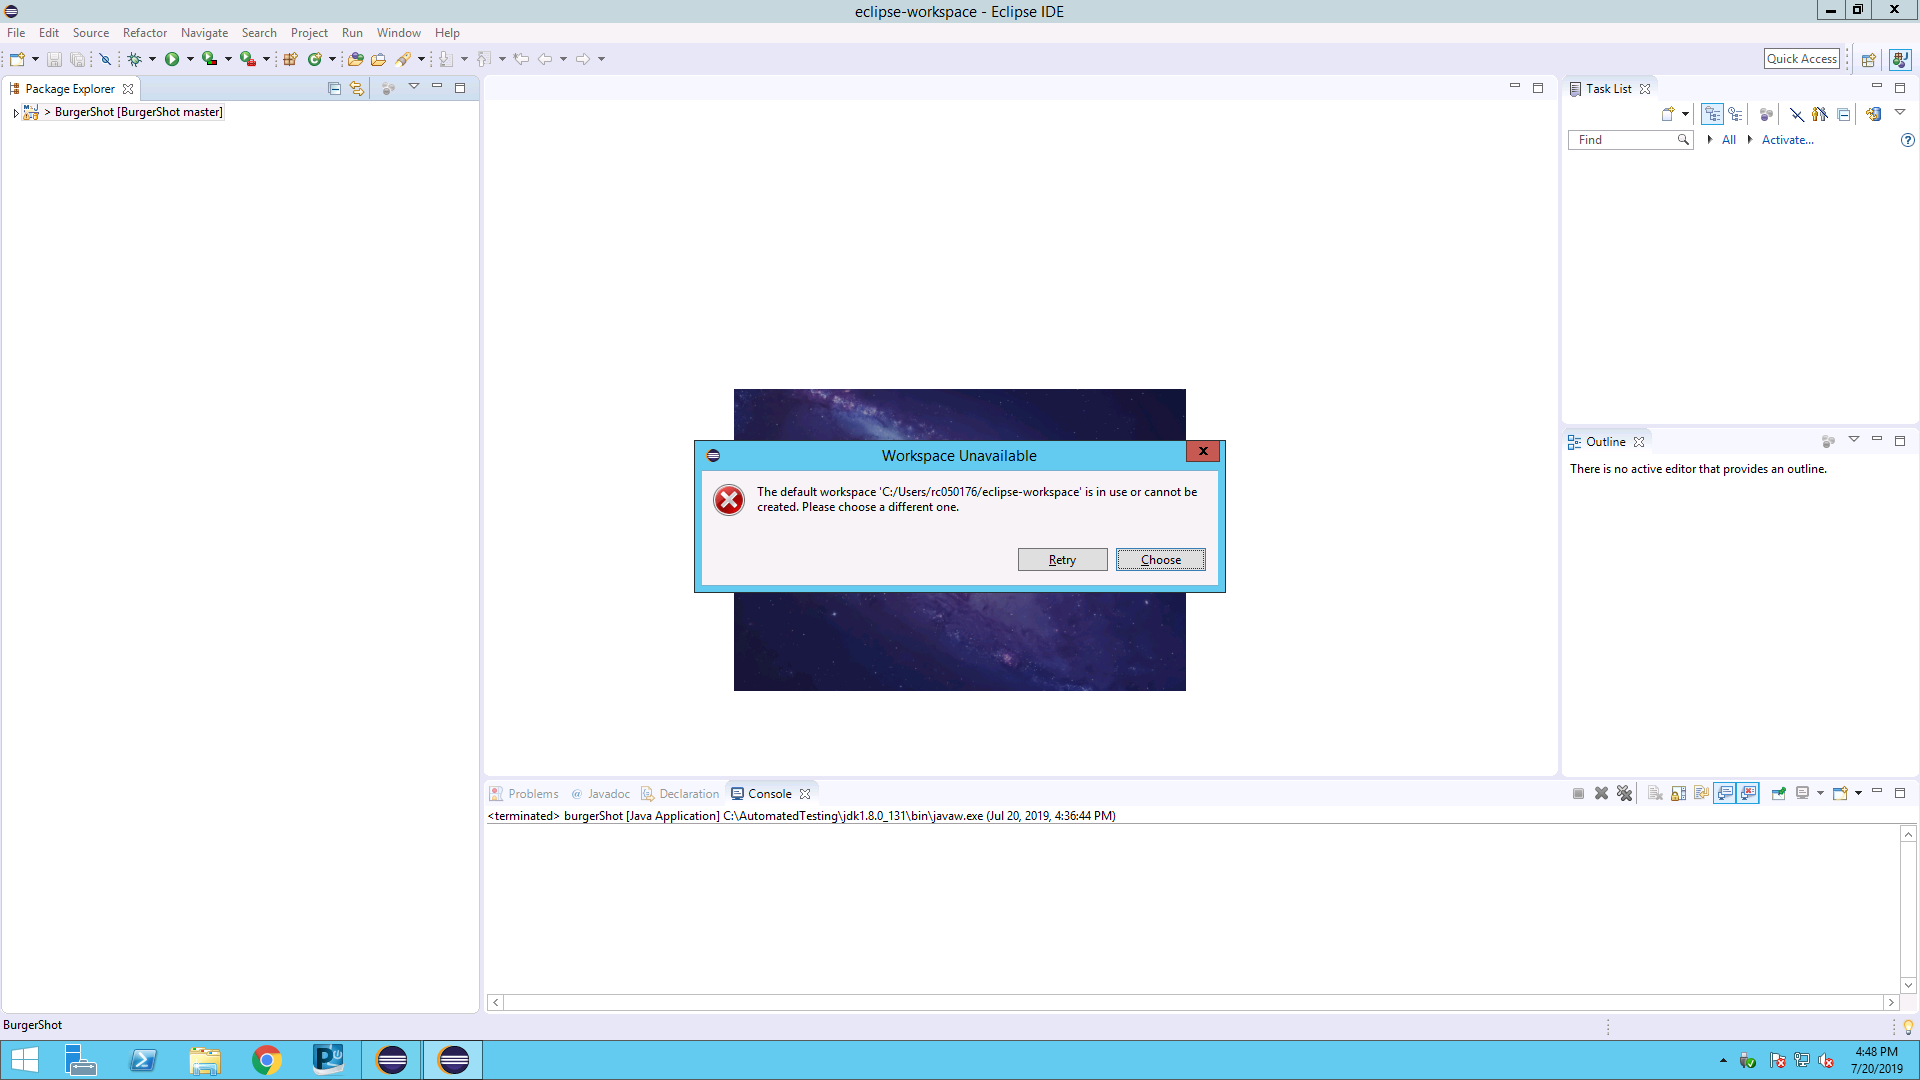 eclipse-workspace - Eclipse IDE
File Edit Source Refactor Navigate Search Project Run Window Help
Quick Access
Package Explorer
> BurgerShot [BurgerShot master]
Task List
Find
All
Activate...
Workspace Unavailable
The default workspace 'C:/Users/rc050176/eclipse-workspace' is in use or cannot be
created. Please choose a different one.
Retry Choose
Outline
There is no active editor that provides an outline.
Problems @ Javadoc Declaration Console
<terminated> burgerShot [Java Application] C:\AutomatedTesting\jdk1.8.0_131\bin\javaw.exe (Jul 20, 2019, 4:36:44 PM)
BurgerShot
4:48 PM
7/20/2019